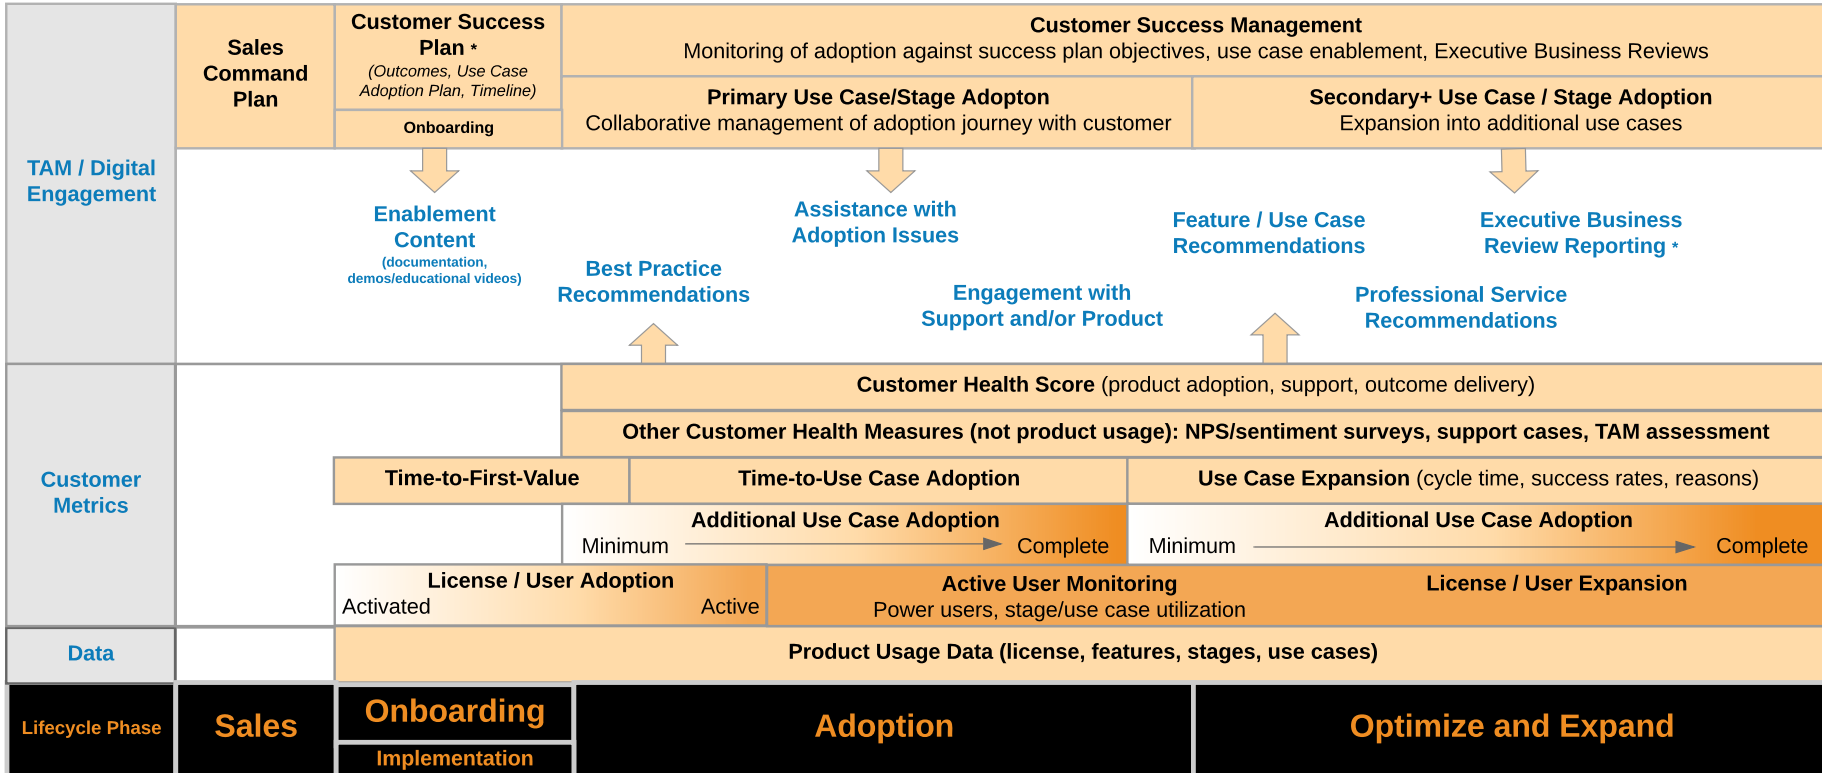 TAM / Digital
Engagement
Sales
Command
Plan
Customer Success
Plan *
(Outcomes, Use Case
Adoption Plan, Timeline)
Onboarding
Customer Success Management
Monitoring of adoption against success plan objectives, use case enablement, Executive Business Reviews
Primary Use Case/Stage Adopton
Collaborative management of adoption journey with customer
Secondary+ Use Case / Stage Adoption
Expansion into additional use cases
Enablement
Content
(documentation,
demos/educational videos)
Best Practice
Recommendations
Assistance with
Adoption Issues
Engagement with
Support and/or Product
Feature / Use Case
Recommendations
Executive Business
Review Reporting *
Professional Service
Recommendations
Customer
Metrics
Customer Health Score (product adoption, support, outcome delivery)
Other Customer Health Measures (not product usage): NPS/sentiment surveys, support cases, TAM assessment
Time-to-First-Value
Time-to-Use Case Adoption
Use Case Expansion (cycle time, success rates, reasons)
Additional Use Case Adoption
Minimum
Complete
Additional Use Case Adoption
Minimum
Complete
License / User Adoption
Activated
Active
Active User Monitoring
Power users, stage/use case utilization
License / User Expansion
Data
Product Usage Data (license, features, stages, use cases)
Lifecycle Phase
Sales
Onboarding
Implementation
Adoption
Optimize and Expand